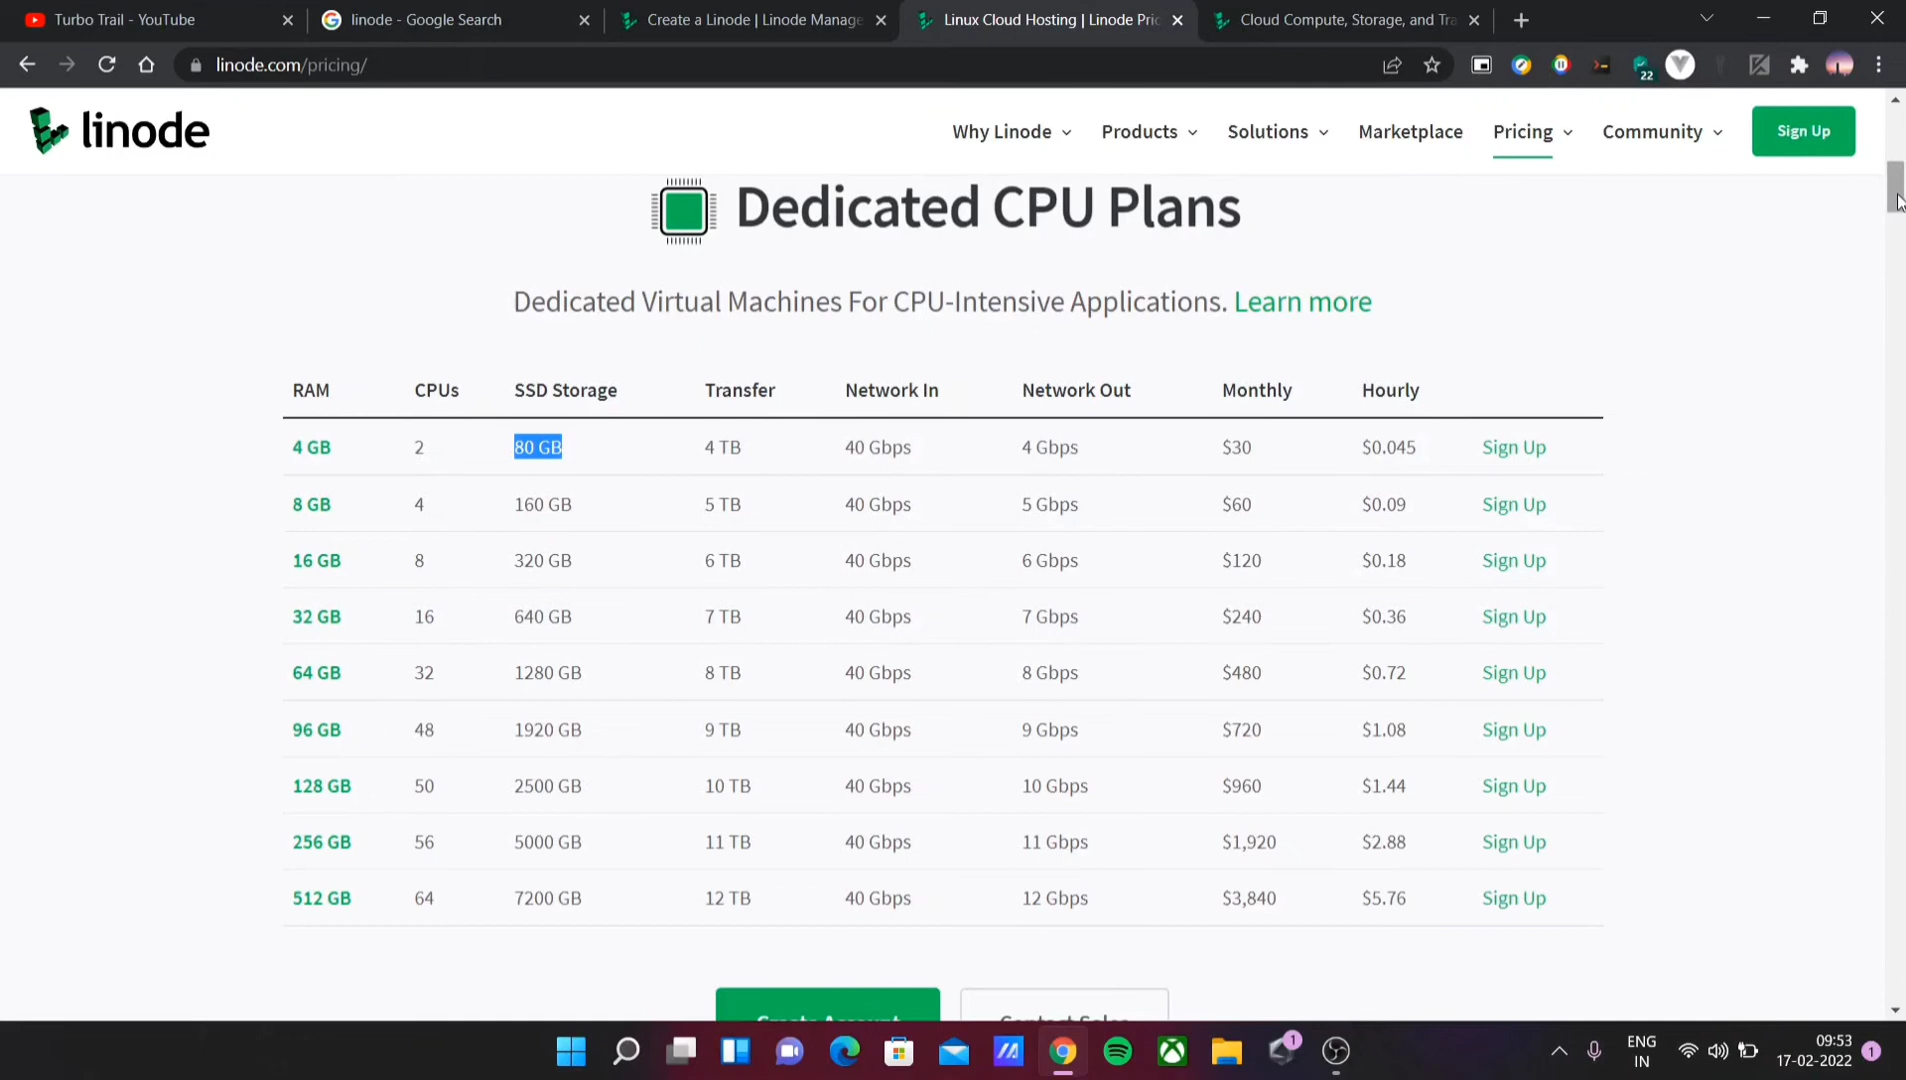 Turbo Trail - YouTube
linode - Google Search
Create a Linode | Linode Manage
Linux Cloud Hosting | Linode Pric
Cloud Compute, Storage, and Tra
linode.com/pricing/
22
linode
Why Linode
Products
Solutions
Marketplace
Pricing
Community
Sign Up
Dedicated CPU Plans
Dedicated Virtual Machines For CPU-Intensive Applications. Learn more
RAM CPUs SSD Storage Transfer Network In Network Out Monthly Hourly
4 GB 2 80 GB 4 TB 40 Gbps 4 Gbps $30 $0.045 Sign Up
8 GB 4 160 GB 5 TB 40 Gbps 5 Gbps $60 $0.09 Sign Up
16 GB 8 320 GB 6 TB 40 Gbps 6 Gbps $120 $0.18 Sign Up
32 GB 16 640 GB 7 TB 40 Gbps 7 Gbps $240 $0.36 Sign Up
64 GB 32 1280 GB 8 TB 40 Gbps 8 Gbps $480 $0.72 Sign Up
96 GB 48 1920 GB 9 TB 40 Gbps 9 Gbps $720 $1.08 Sign Up
128 GB 50 2500 GB 10 TB 40 Gbps 10 Gbps $960 $1.44 Sign Up
256 GB 56 5000 GB 11 TB 40 Gbps 11 Gbps $1,920 $2.88 Sign Up
512 GB 64 7200 GB 12 TB 40 Gbps 12 Gbps $3,840 $5.76 Sign Up
Create Account
Contact Sales
1
ENG
IN
09:53
17-02-2022
1